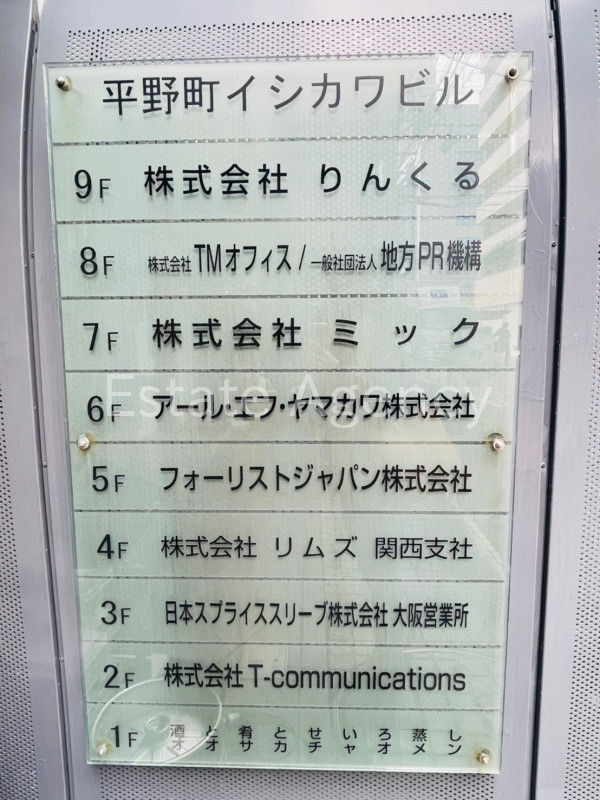 平野町イシカワビル
9F 株式会社 りんくる
8F 株式会社 TMオフィス / 一般社団法人 地方PR機構
7F 株式会社 ミック
Estate Agency
6F アール・エフ・ヤマカワ株式会社
5F フォーリストジャパン株式会社
4F 株式会社 リムズ 関西支社
3F 日本スプライススリーブ株式会社 大阪営業所
2F 株式会社 T-communications
1F 酒と肴とせいろ蒸し
オオサカチャオメン